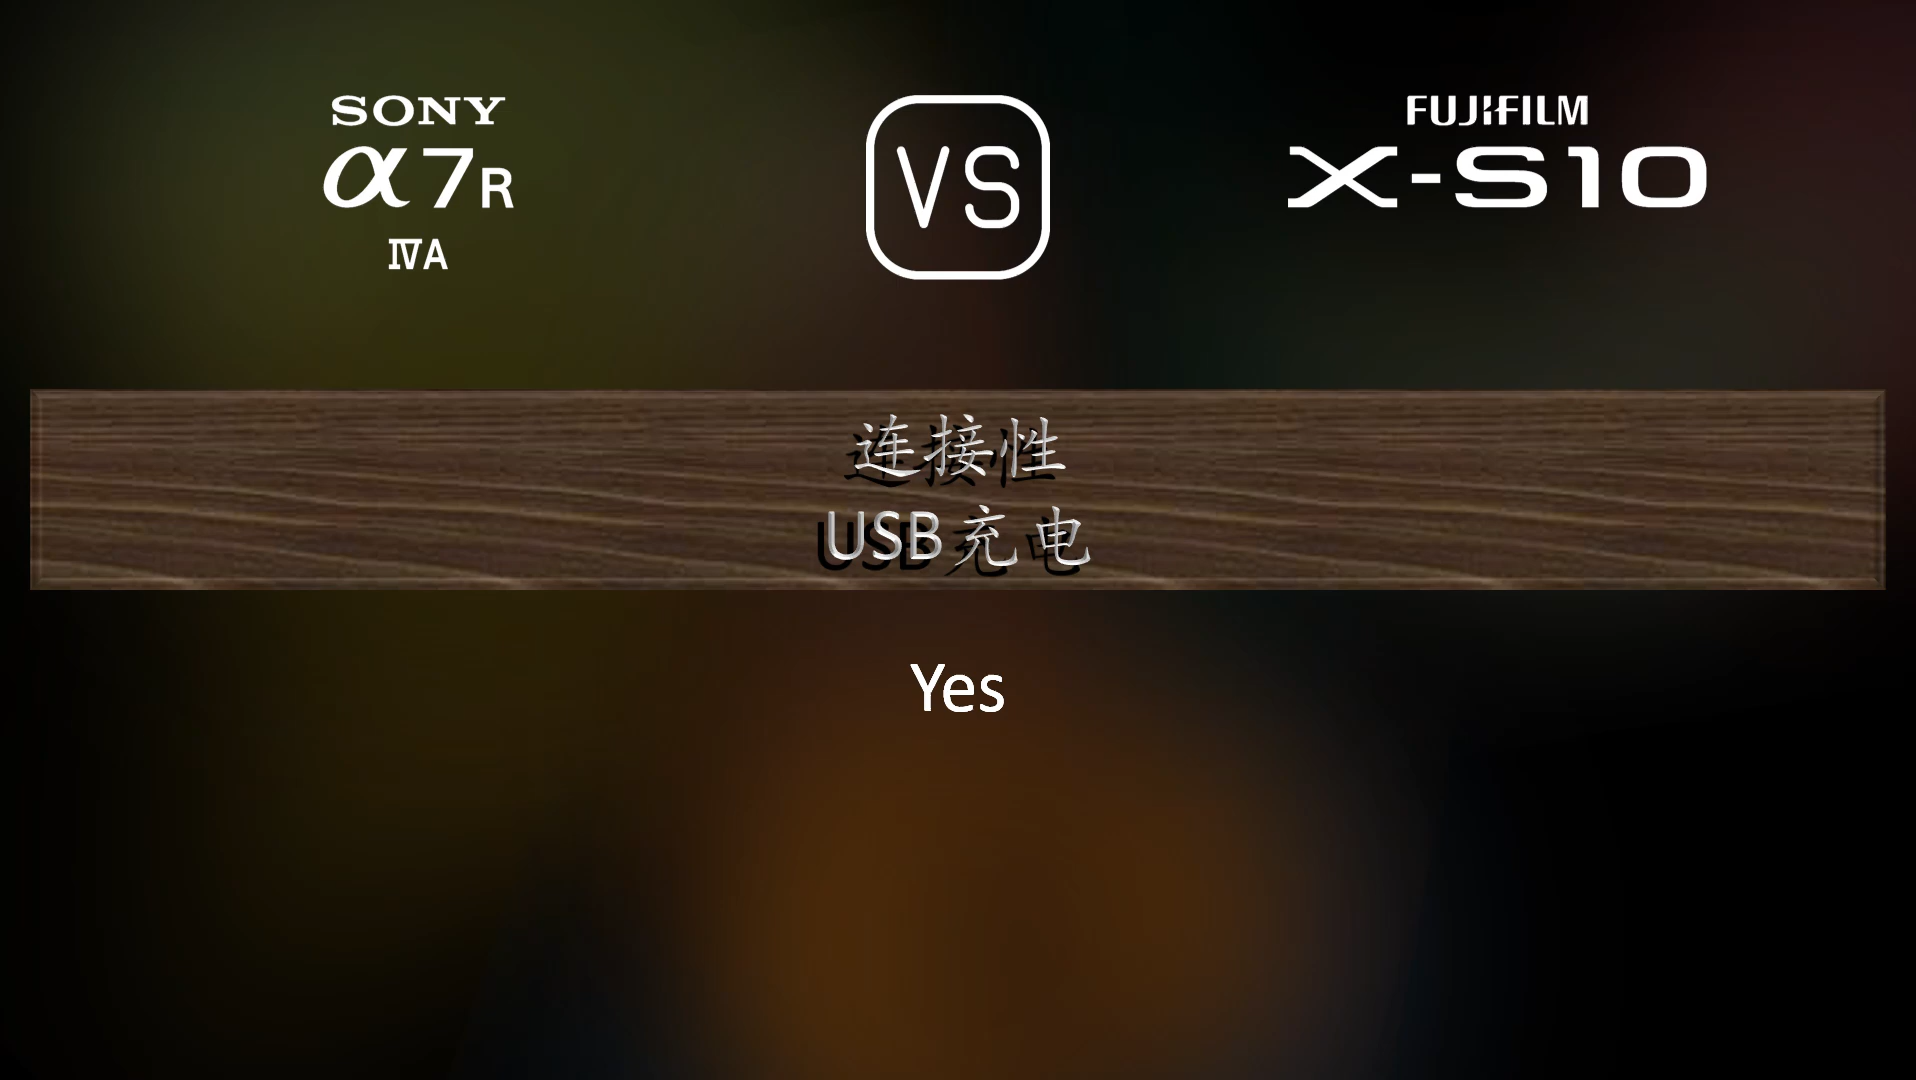 SONY
α7R
IVA
VS
FUJIFILM
X-S10
连接性
USB充电
Yes